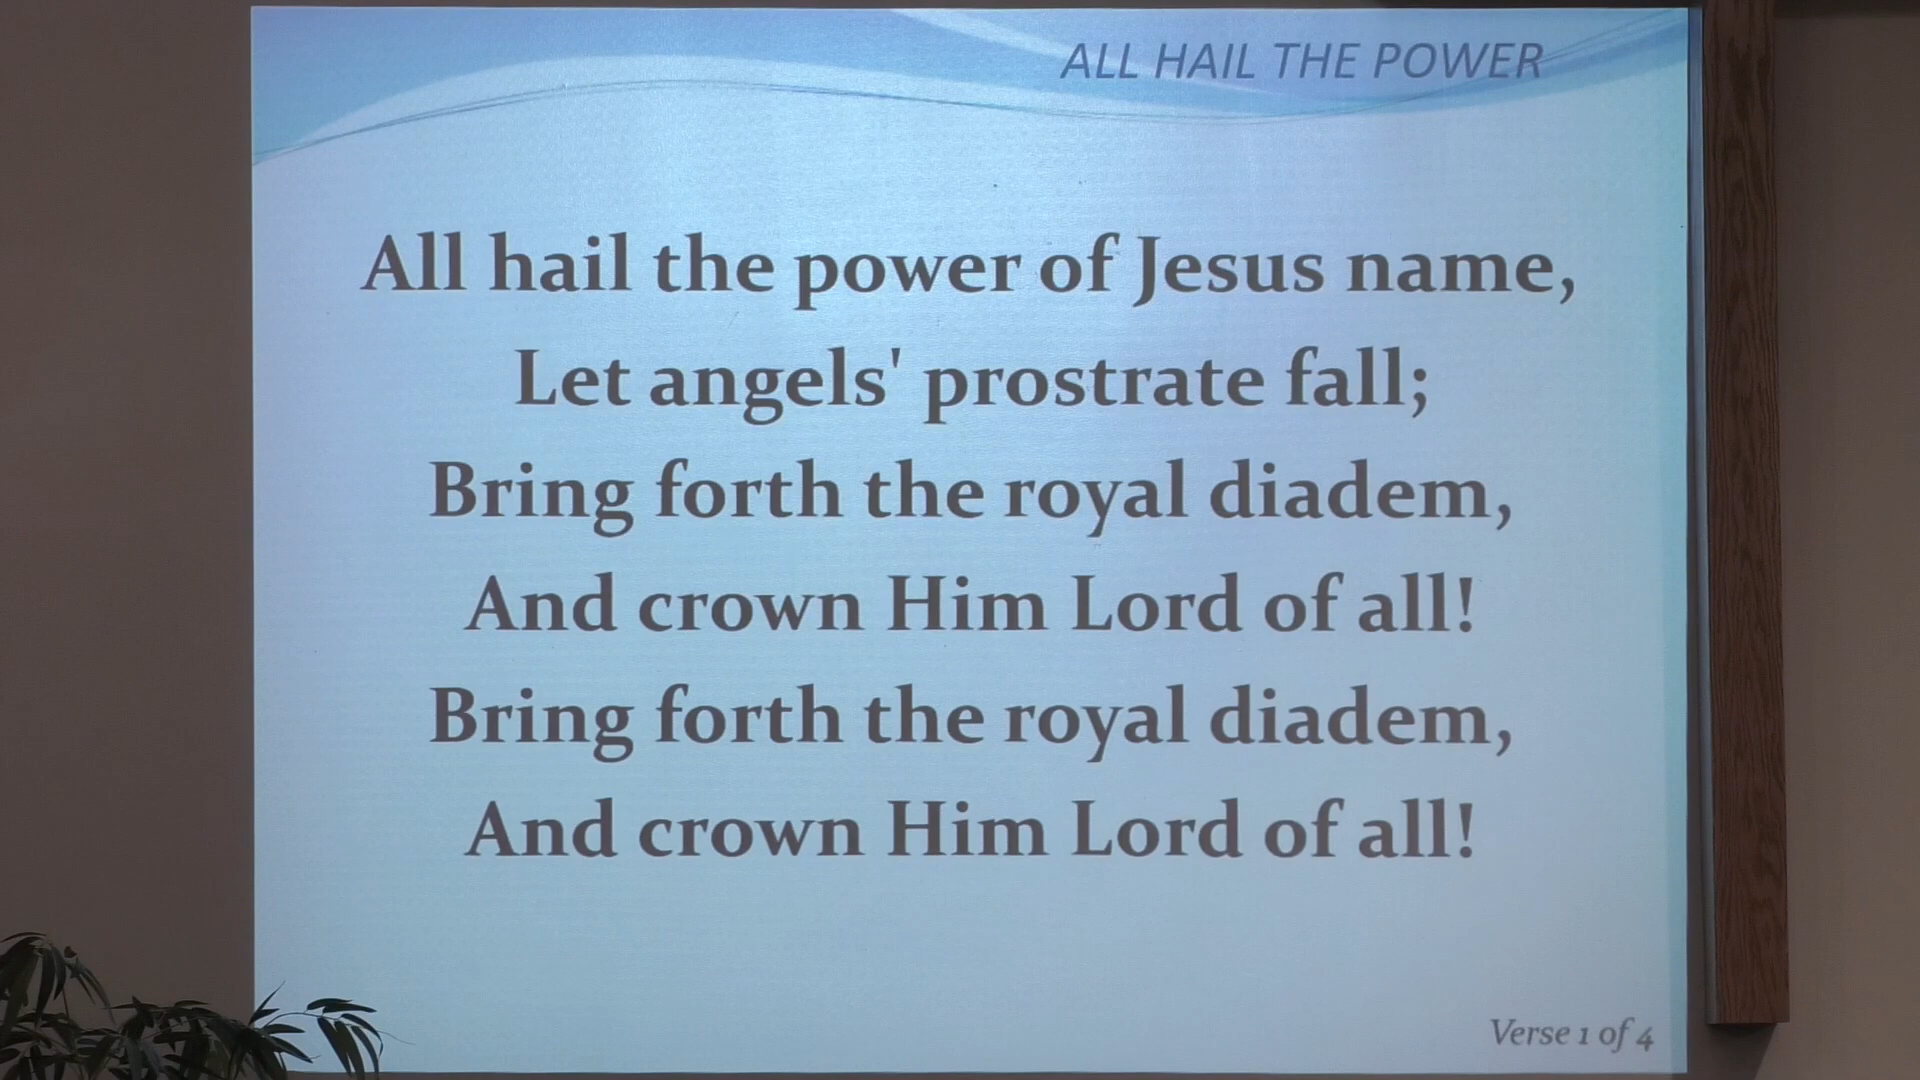 ALL HAIL THE POWER
All hail the power of Jesus name,
Let angels' prostrate fall;
Bring forth the royal diadem,
And crown Him Lord of all!
Bring forth the royal diadem,
And crown Him Lord of all!
Verse 1 of 4